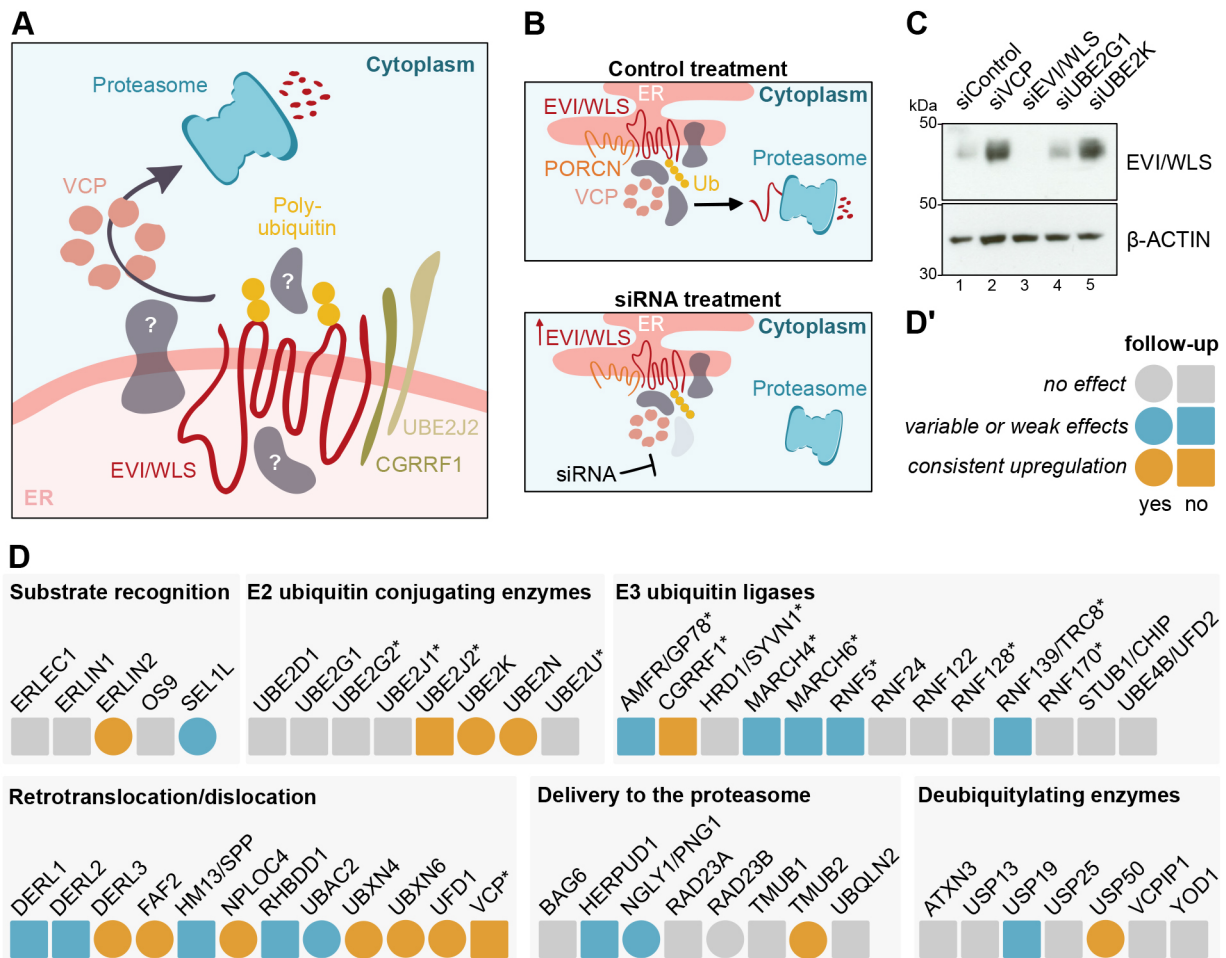 A
Cytoplasm
Proteasome
VCP
Poly-
ubiquitin
?
?
UBE2J2
EVI/WLS
?
CGRRF1
ER
B
Control treatment
ER
Cytoplasm
EVI/WLS
PORCN
Proteasome
VCP
Ub
siRNA treatment
ER
Cytoplasm
EVI/WLS
Proteasome
siRNA
C
siControl
siVCP
siEVI/WLS
siUBE2G1
siUBE2K
kDa
50
EVI/WLS
50
β-ACTIN
30
1 2 3 4 5
D'
follow-up
no effect
variable or weak effects
consistent upregulation
yes no
D
Substrate recognition
ERLEC1
ERLIN1
ERLIN2
OS9
SEL1L
E2 ubiquitin conjugating enzymes
UBE2D1
UBE2G1
UBE2G2*
UBE2J1*
UBE2J2*
UBE2K
UBE2N
UBE2U*
E3 ubiquitin ligases
AMFR/GP78*
CGRRF1*
HRD1/SYVN1*
MARCH4*
MARCH6*
RNF5*
RNF24
RNF122
RNF128*
RNF139/TRC8*
RNF170*
STUB1/CHIP
UBE4B/UFD2
Retrotranslocation/dislocation
DERL1
DERL2
DERL3
FAF2
HM13/SPP
NPLOC4
RHBDD1
UBAC2
UBXN4
UBXN6
UFD1
VCP*
Delivery to the proteasome
BAG6
HERPUD1
NGLY1/PNG1
RAD23A
RAD23B
TMUB1
TMUB2
UBQLN2
Deubiquitylating enzymes
ATXN3
USP13
USP19
USP25
USP50
VCPIP1
YOD1